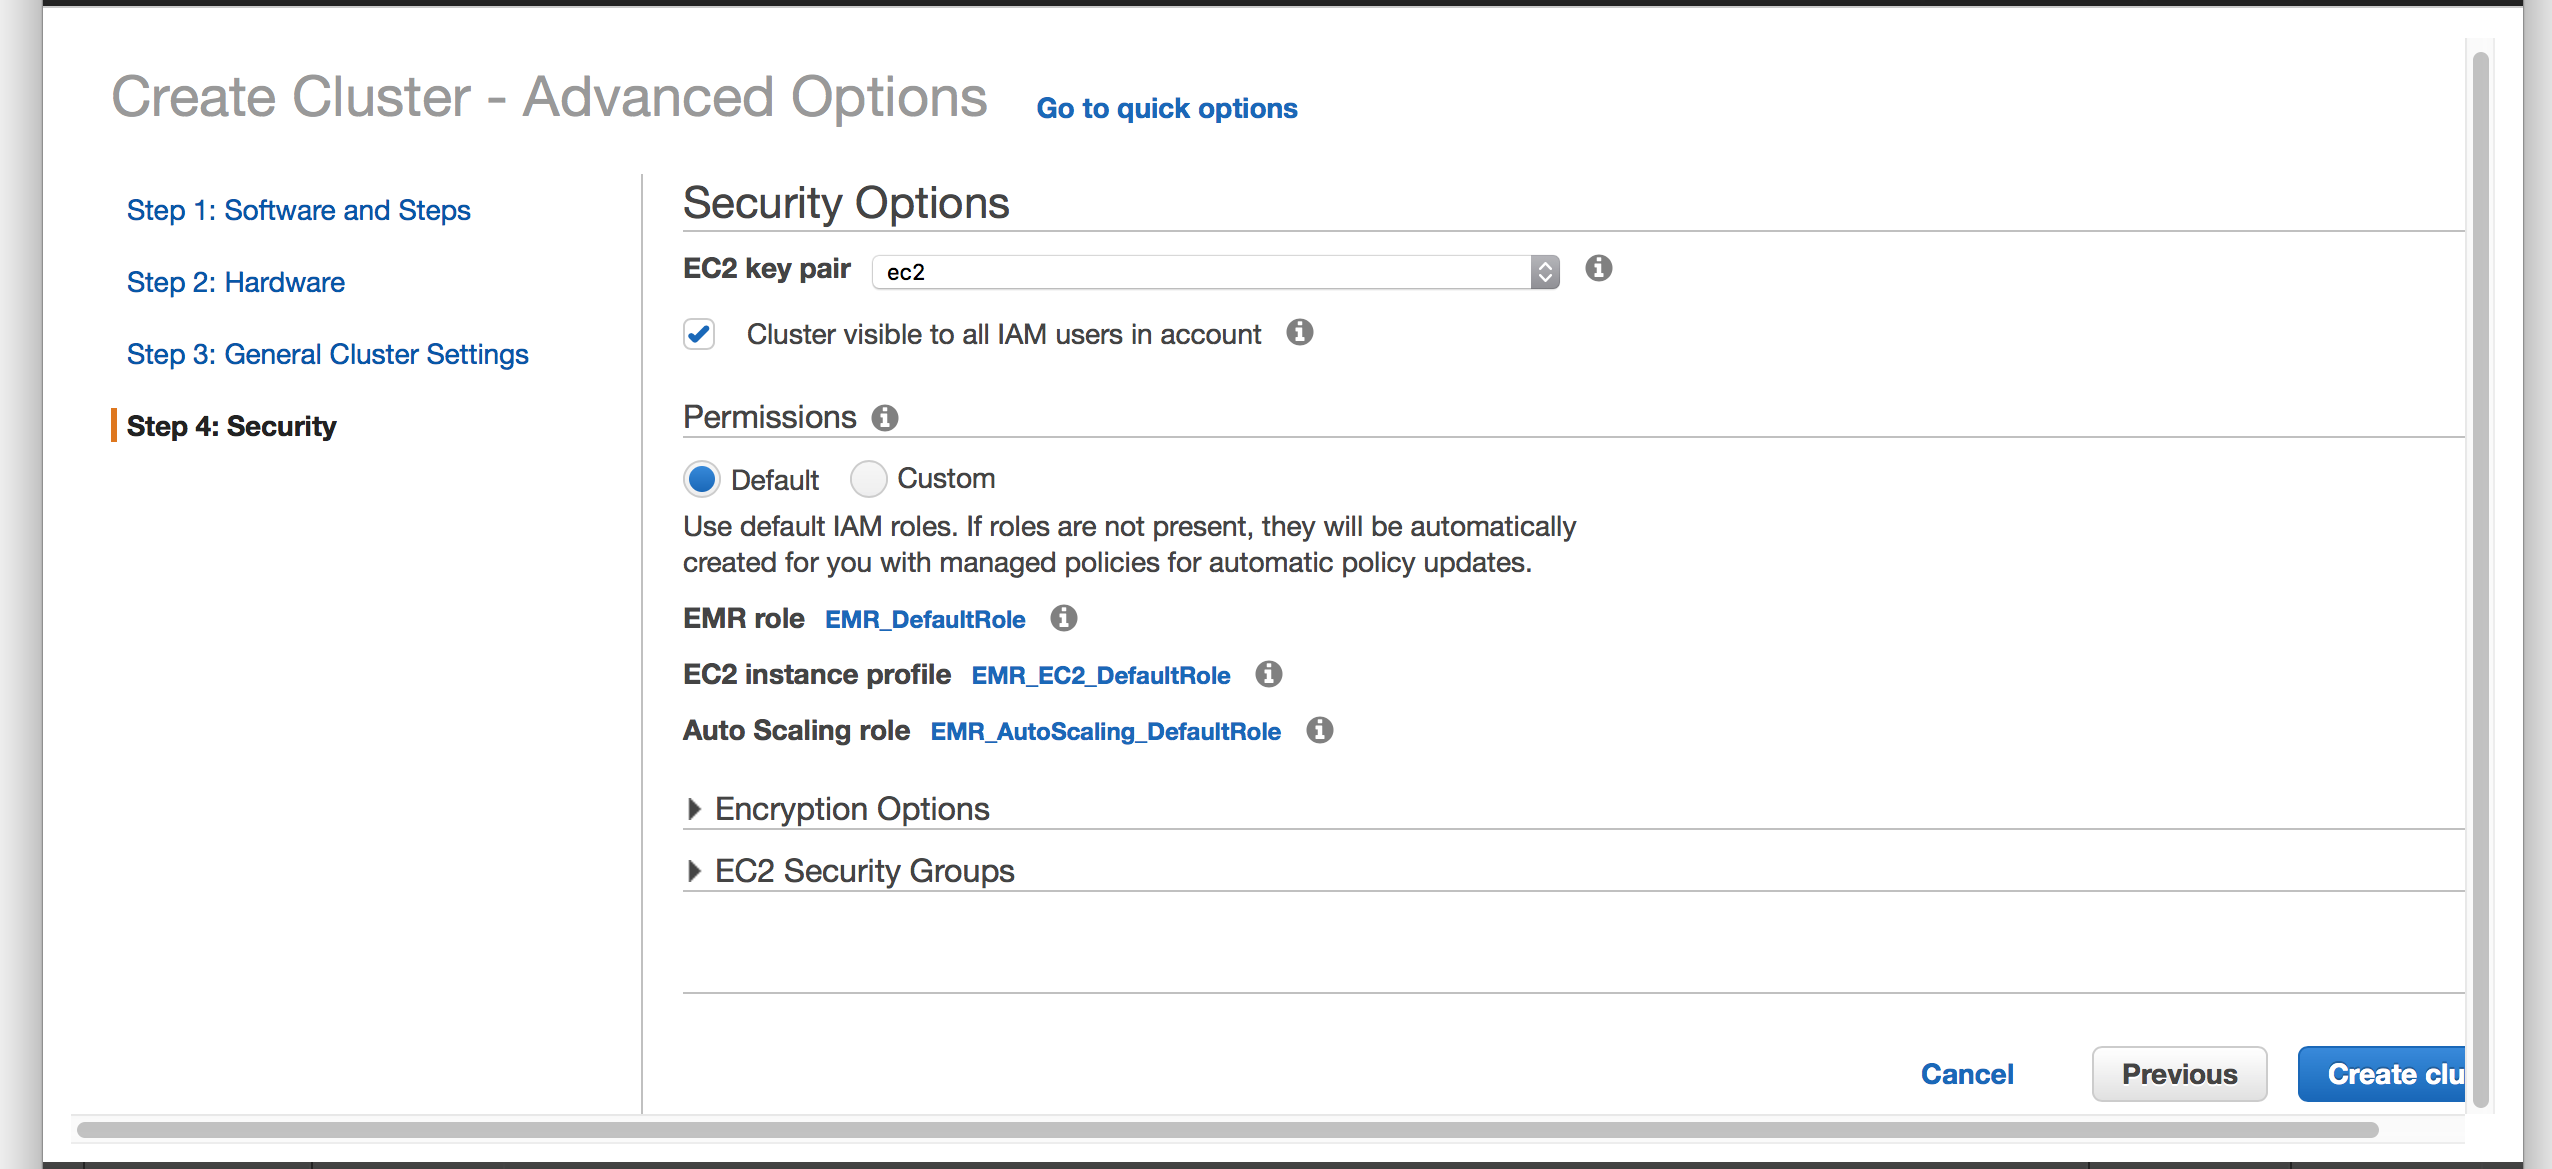 Create Cluster - Advanced Options Go to quick options
Step 1: Software and Steps
Step 2: Hardware
Step 3: General Cluster Settings
Step 4: Security
Security Options
EC2 key pair ec2
Cluster visible to all IAM users in account
Permissions
Default Custom
Use default IAM roles. If roles are not present, they will be automatically
created for you with managed policies for automatic policy updates.
EMR role EMR_DefaultRole
EC2 instance profile EMR_EC2_DefaultRole
Auto Scaling role EMR_AutoScaling_DefaultRole
Encryption Options
EC2 Security Groups
Cancel Previous Create clu